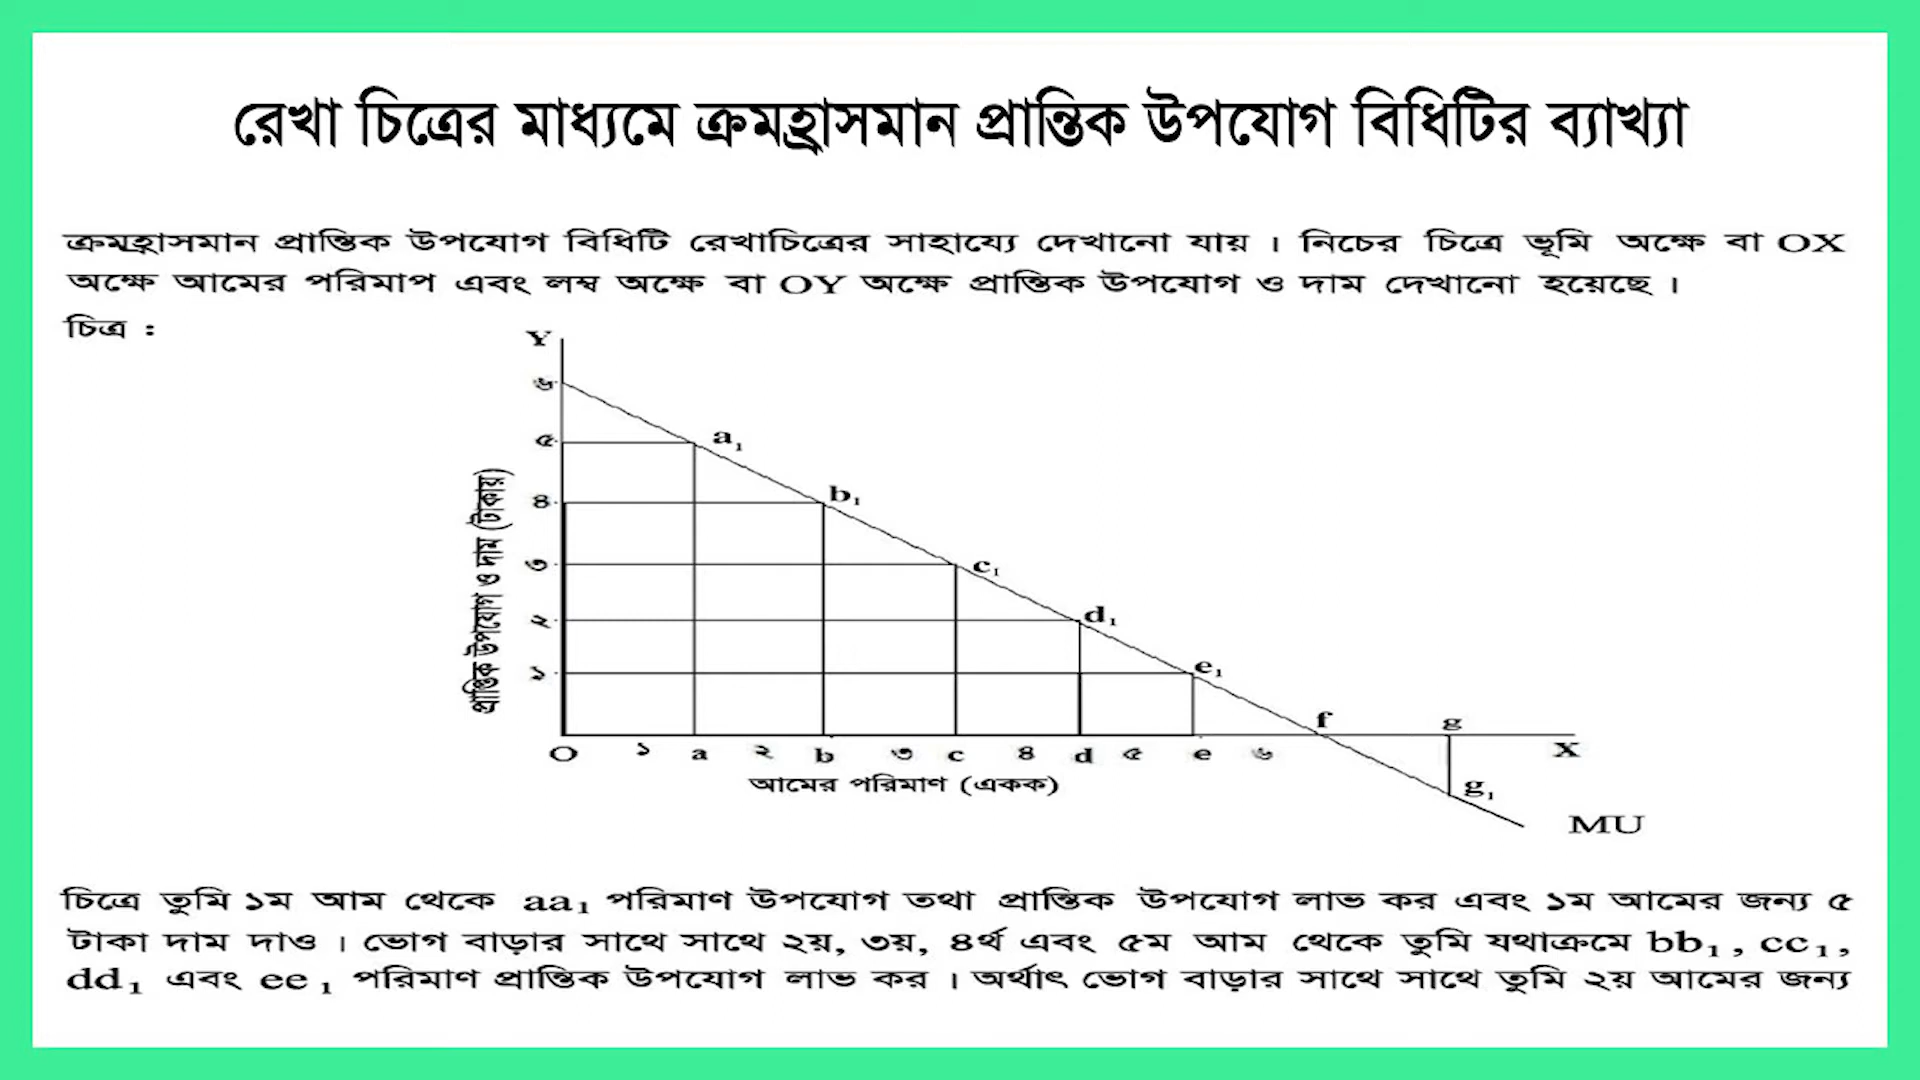 রেখা চিত্রের মাধ্যমে ক্রমহ্রাসমান প্রান্তিক উপযোগ বিধিটির ব্যাখ্যা
ক্রমহ্রাসমান প্রান্তিক উপযোগ বিধিটি রেখাচিত্রের সাহায্যে দেখানো যায় । নিচের চিত্রে ভূমি অক্ষে বা OX
অক্ষে আমের পরিমাপ এবং লম্ব অক্ষে বা OY অক্ষে প্রান্তিক উপযোগ ও দাম দেখানো হয়েছে ।
চিত্র :
Y
৬
৫
a₁
৪
b₁
৩
c₁
২
d₁
১
e₁
f
g
O ১ a ২ b ৩ c ৪ d ৫ e ৬ X
প্রান্তিক উপযোগ ও দাম (টাকায়)
আমের পরিমাণ (একক)
g₁
MU
চিত্রে তুমি ১ম আম থেকে aa₁ পরিমাণ উপযোগ তথা প্রান্তিক উপযোগ লাভ কর এবং ১ম আমের জন্য ৫
টাকা দাম দাও । ভোগ বাড়ার সাথে সাথে ২য়, ৩য়, ৪র্থ এবং ৫ম আম থেকে তুমি যথাক্রমে bb₁ , cc₁ ,
dd₁ এবং ee₁ পরিমাণ প্রান্তিক উপযোগ লাভ কর । অর্থাৎ ভোগ বাড়ার সাথে সাথে তুমি ২য় আমের জন্য